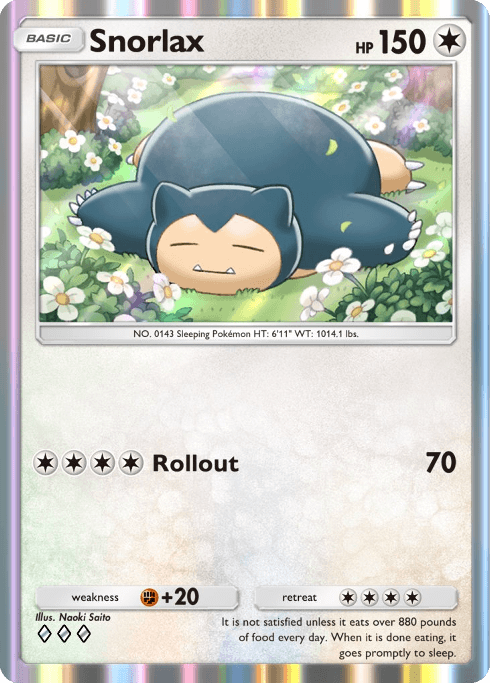 BASIC
Snorlax
HP 150
NO. 0143 Sleeping Pokémon HT: 6'11" WT: 1014.1 lbs.
Rollout 70
weakness +20
retreat
Illus. Naoki Saito
It is not satisfied unless it eats over 880 pounds
of food every day. When it is done eating, it
goes promptly to sleep.